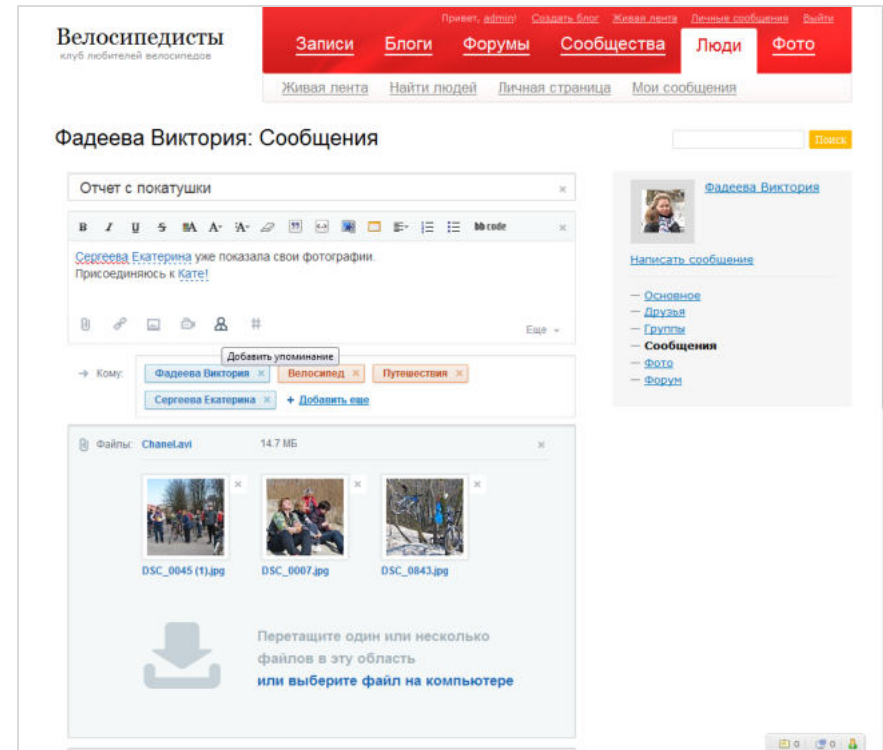 Привет, admin! Создать блог Живая лента Личные сообщения Выйти
Велосипедисты
клуб любителей велосипедов
Записи Блоги Форумы Сообщества Люди Фото
Живая лента Найти людей Личная страница Мои сообщения
Фадеева Виктория: Сообщения
Поиск
Отчет с покатушки
Фадеева Виктория
B I U S A A A bb code
Сергеева Екатерина уже показала свои фотографии.
Присоединяюсь к Кате!
Написать сообщение
— Основное
— Друзья
— Группы
— Сообщения
— Фото
— Форум
Еще
Добавить упоминание
Кому: Фадеева Виктория × Велосипед × Путешествия ×
Сергеева Екатерина × + Добавить еще
Файлы: Chanel.avi 14.7 МБ
DSC_0045 (1).jpg DSC_0007.jpg DSC_0843.jpg
Перетащите один или несколько
файлов в эту область
или выберите файл на компьютере
0 0